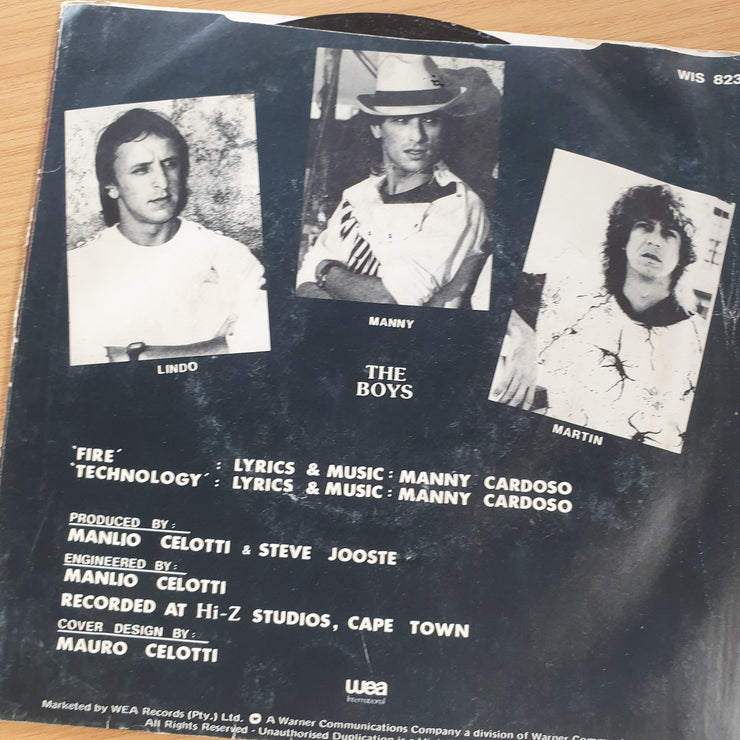 WIS 823
LINDO
MANNY
MARTIN
THE
BOYS
'FIRE' : LYRICS & MUSIC : MANNY CARDOSO
'TECHNOLOGY' : LYRICS & MUSIC : MANNY CARDOSO
PRODUCED BY:
MANLIO CELOTTI & STEVE JOOSTE
ENGINEERED BY:
MANLIO CELOTTI
RECORDED AT Hi-Z STUDIOS, CAPE TOWN
COVER DESIGN BY:
MAURO CELOTTI
wea
International
Marketed by WEA Records (Pty.) Ltd. A Warner Communications Company a division of Warner
All Rights Reserved - Unauthorised Duplication is a